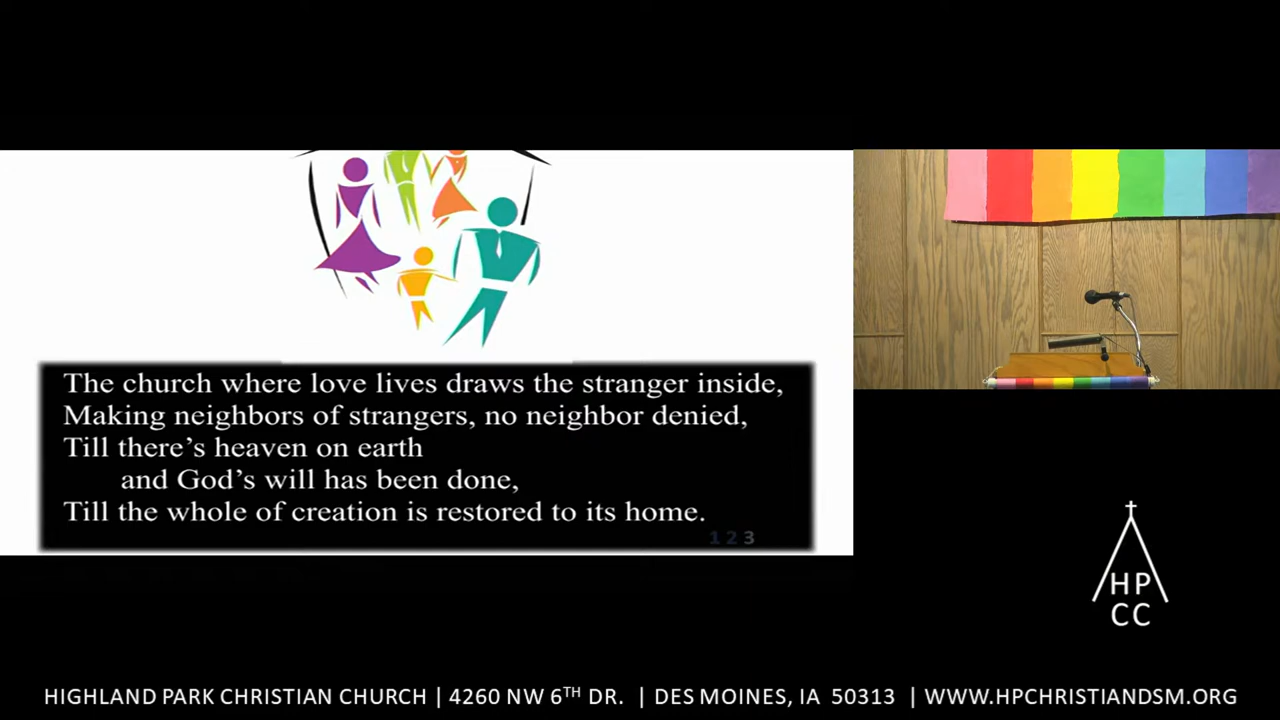 The church where love lives draws the stranger inside,
Making neighbors of strangers, no neighbor denied,
Till there's heaven on earth
and God's will has been done,
Till the whole of creation is restored to its home.
1 2 3
HP
CC
HIGHLAND PARK CHRISTIAN CHURCH | 4260 NW 6TH DR. | DES MOINES, IA 50313 | WWW.HPCHRISTIANDSM.ORG